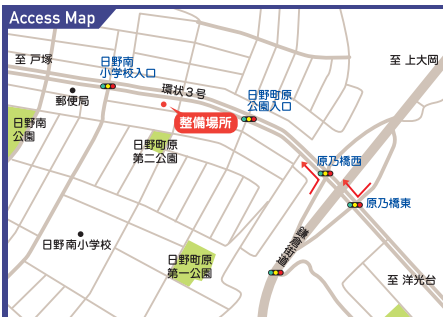 Access Map
至 戸塚
日野南
小学校入口
至 上大岡
郵便局
環状3号
日野町原
公園入口
整備場所
日野南
公園
日野町原
第二公園
原乃橋西
原乃橋東
日野南小学校
鎌倉街道
日野町原
第一公園
至 洋光台